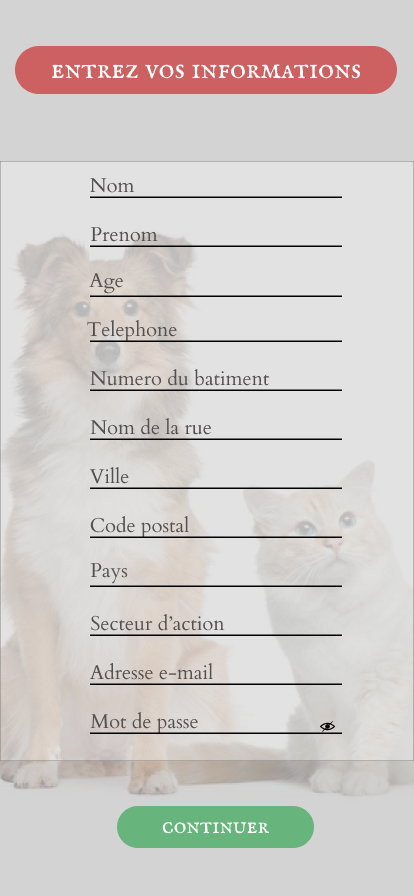 ENTREZ VOS INFORMATIONS
Nom
Prenom
Age
Telephone
Numero du batiment
Nom de la rue
Ville
Code postal
Pays
Secteur d’action
Adresse e-mail
Mot de passe
CONTINUER